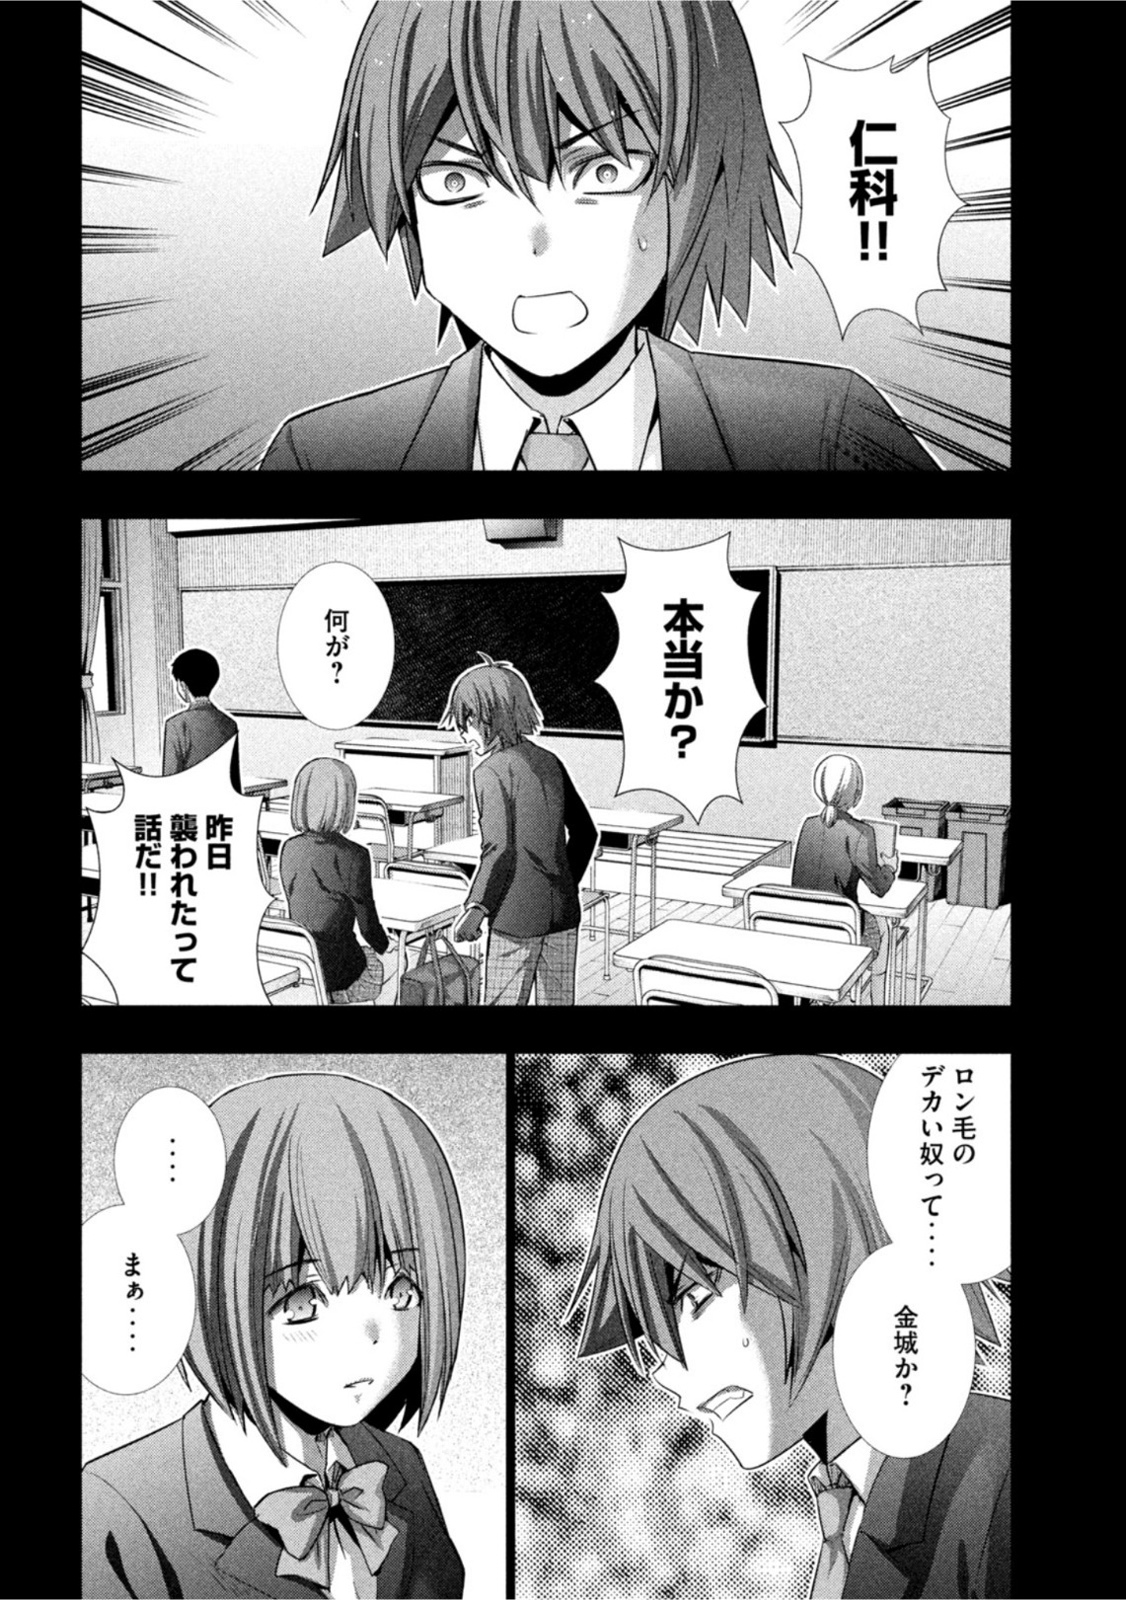 仁科!!
本当か?
何が?
昨日
襲われたって
話だ!!
ロン毛の
デカい奴って‥‥
金城か?
‥‥
まぁ‥‥